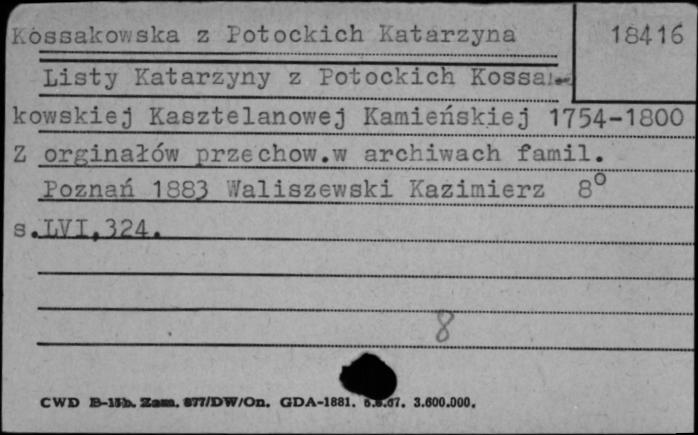 Kossakowska z Potockich Katarzyna
18416
Listy Katarzyny z Potockich Kossa-
kowskiej Kasztelanowej Kamieńskiej 1754-1800
Z orginałów przechow.w archiwach famil.
Poznań 1883 Waliszewski Kazimierz 8°
s.LVI,324.
8
CWD B-15b. Zam. 877/DW/On. GDA-1881. 3.600.000.